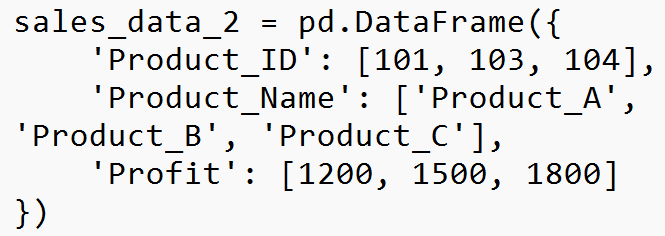 sales_data_2 = pd.DataFrame({
    'Product_ID': [101, 103, 104],
    'Product_Name': ['Product_A',
'Product_B', 'Product_C'],
    'Profit': [1200, 1500, 1800]
})